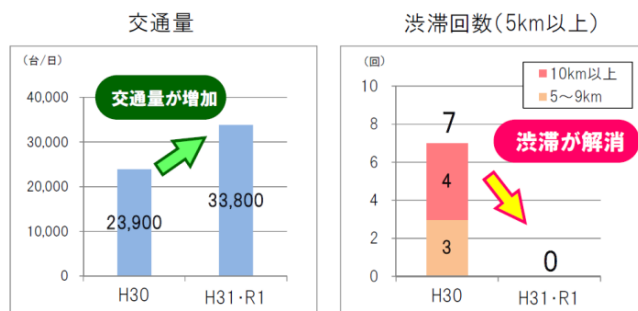 交通量
(台/日)
40,000
30,000
20,000
10,000
0
交通量が増加
23,900
33,800
H30
H31・R1
渋滞回数(5km以上)
(回)
10
8
6
4
2
0
10km以上
5～9km
7
渋滞が解消
4
3
0
H30
H31・R1